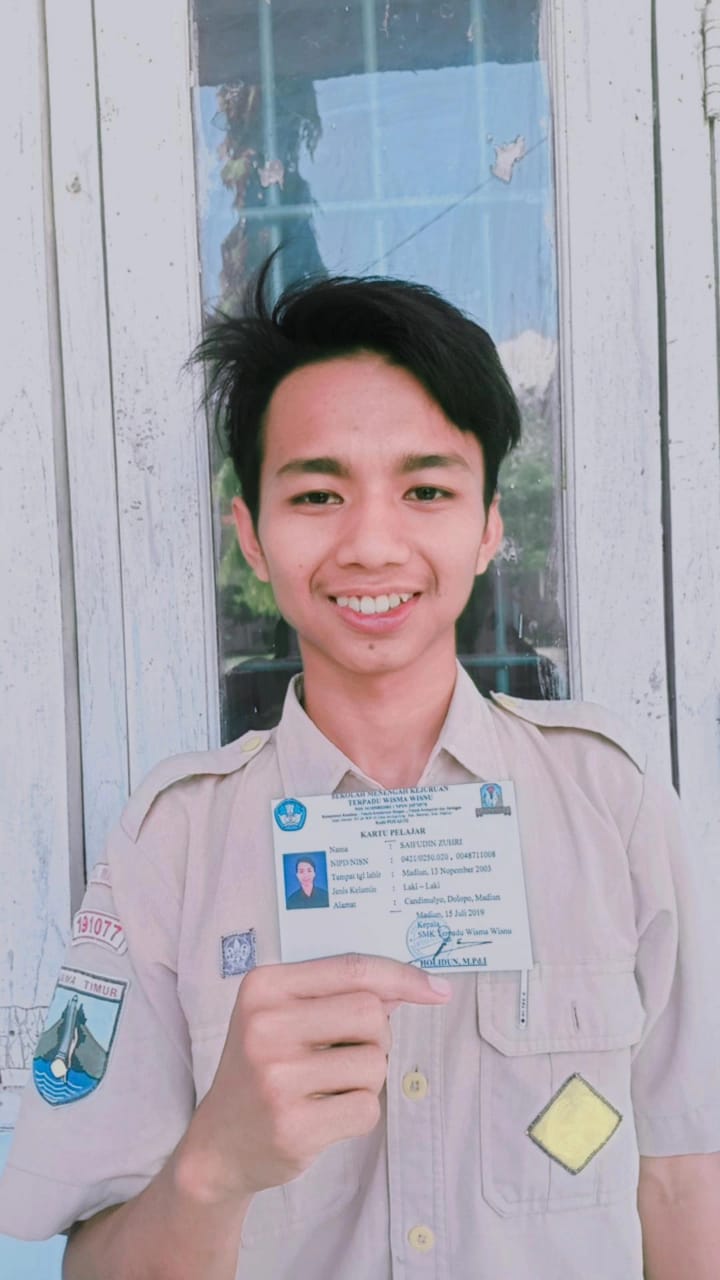 SEKOLAH MENENGAH KEJURUAN
TERPADU WISMA WISNU
KARTU PELAJAR
Nama : SAIFUDIN ZUHRI
NIPD/NISN : 0421/0250.020 , 0048711008
Tampat tgl lahir : Madiun, 13 Nopember 2003
Jenis Kelamin : Laki – Laki
Alamat : Candimulyo, Dolopo, Madiun
Madiun, 15 Juli 2019
Kepala
SMK Terpadu Wisma Wisnu
HOLIDUN, M.Pd.I
191077
TIMUR